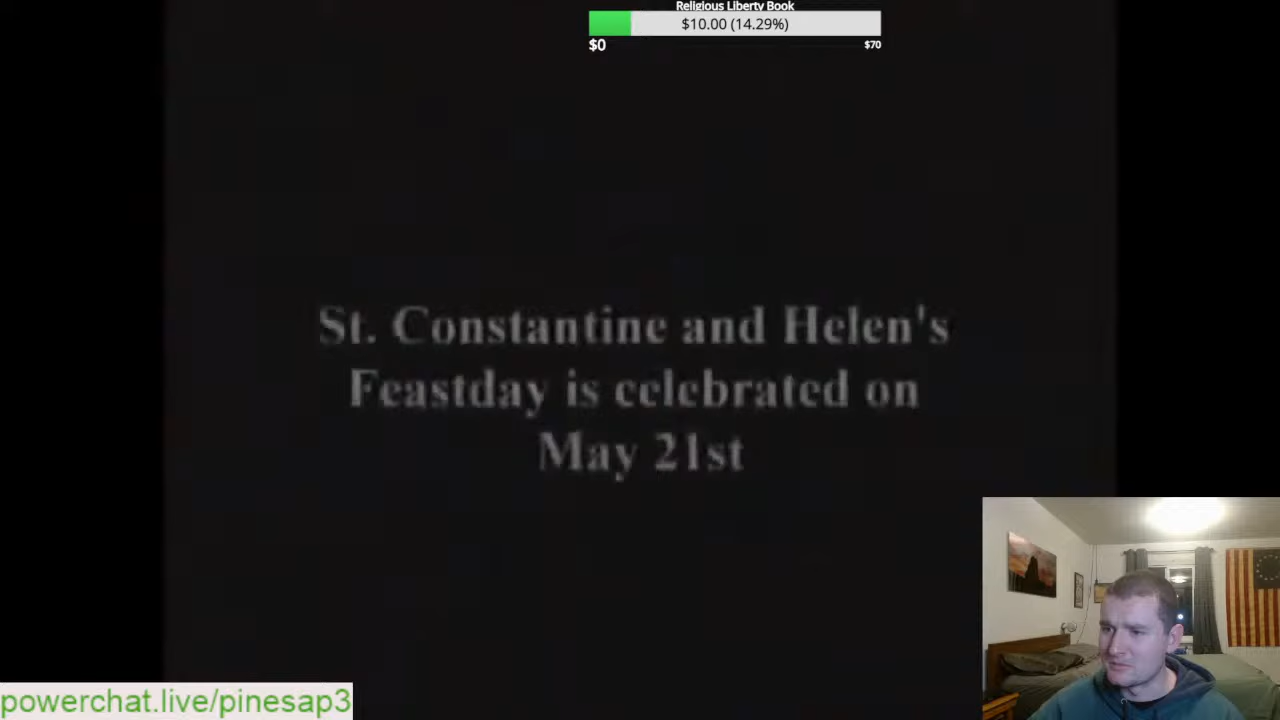 Religious Liberty Book
$10.00 (14.29%)
$0
$70
St. Constantine and Helen's
Feastday is celebrated on
May 21st
powerchat.live/pinesap3